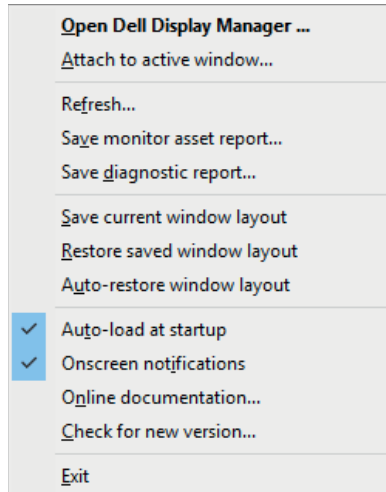 Open Dell Display Manager ...
Attach to active window...
Refresh...
Save monitor asset report...
Save diagnostic report...
Save current window layout
Restore saved window layout
Auto-restore window layout
Auto-load at startup
Onscreen notifications
Online documentation...
Check for new version...
Exit